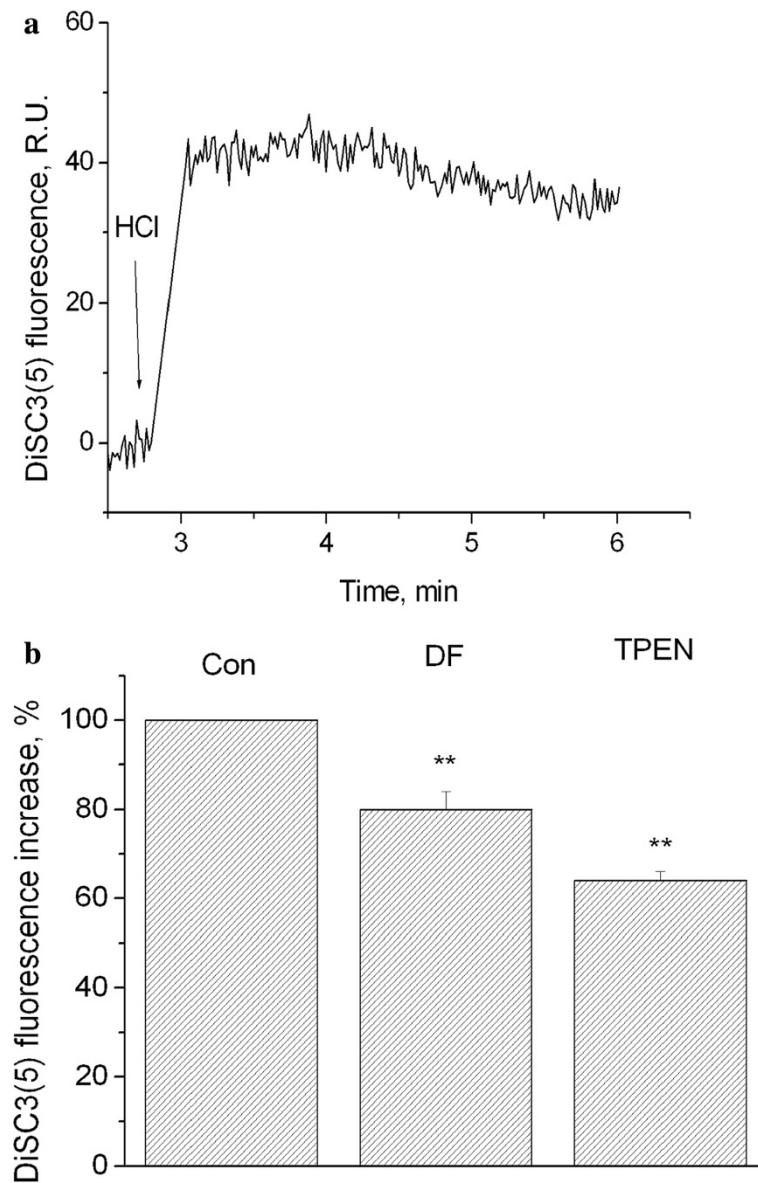 a
DiSC3(5) fluorescence, R.U.
60
40
20
0
HCl
3 4 5 6
Time, min
b
DiSC3(5) fluorescence increase, %
Con DF TPEN
100
80
60
40
20
0
**
**